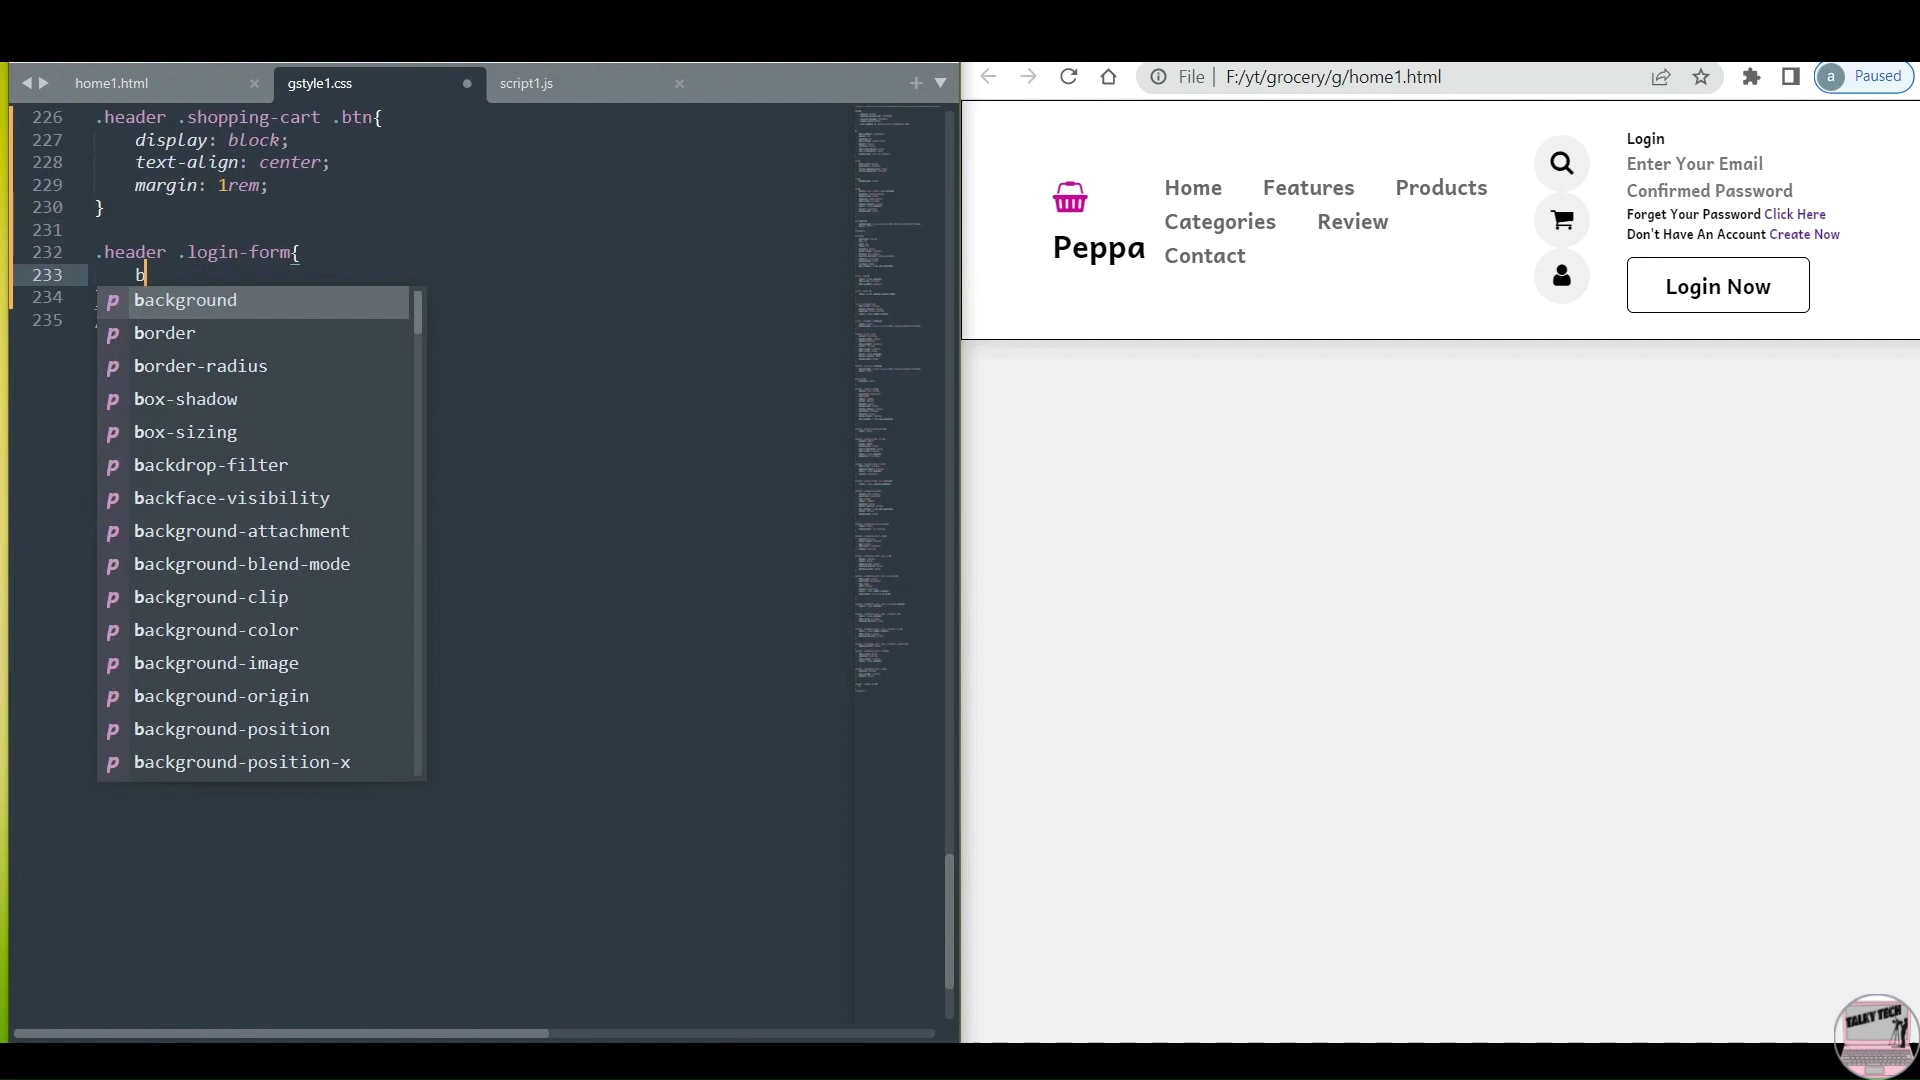 home1.html
gstyle1.css
script1.js
File
F:/yt/grocery/g/home1.html
a
Paused
226 .header .shopping-cart .btn{
227 display: block;
228 text-align: center;
229 margin: 1rem;
230 }
231
232 .header .login-form{
233 b
234
235
p background
p border
p border-radius
p box-shadow
p box-sizing
p backdrop-filter
p backface-visibility
p background-attachment
p background-blend-mode
p background-clip
p background-color
p background-image
p background-origin
p background-position
p background-position-x
Peppa
Home Features Products
Categories Review
Contact
Login
Enter Your Email
Confirmed Password
Forget Your Password Click Here
Don't Have An Account Create Now
Login Now
TALKY TECH